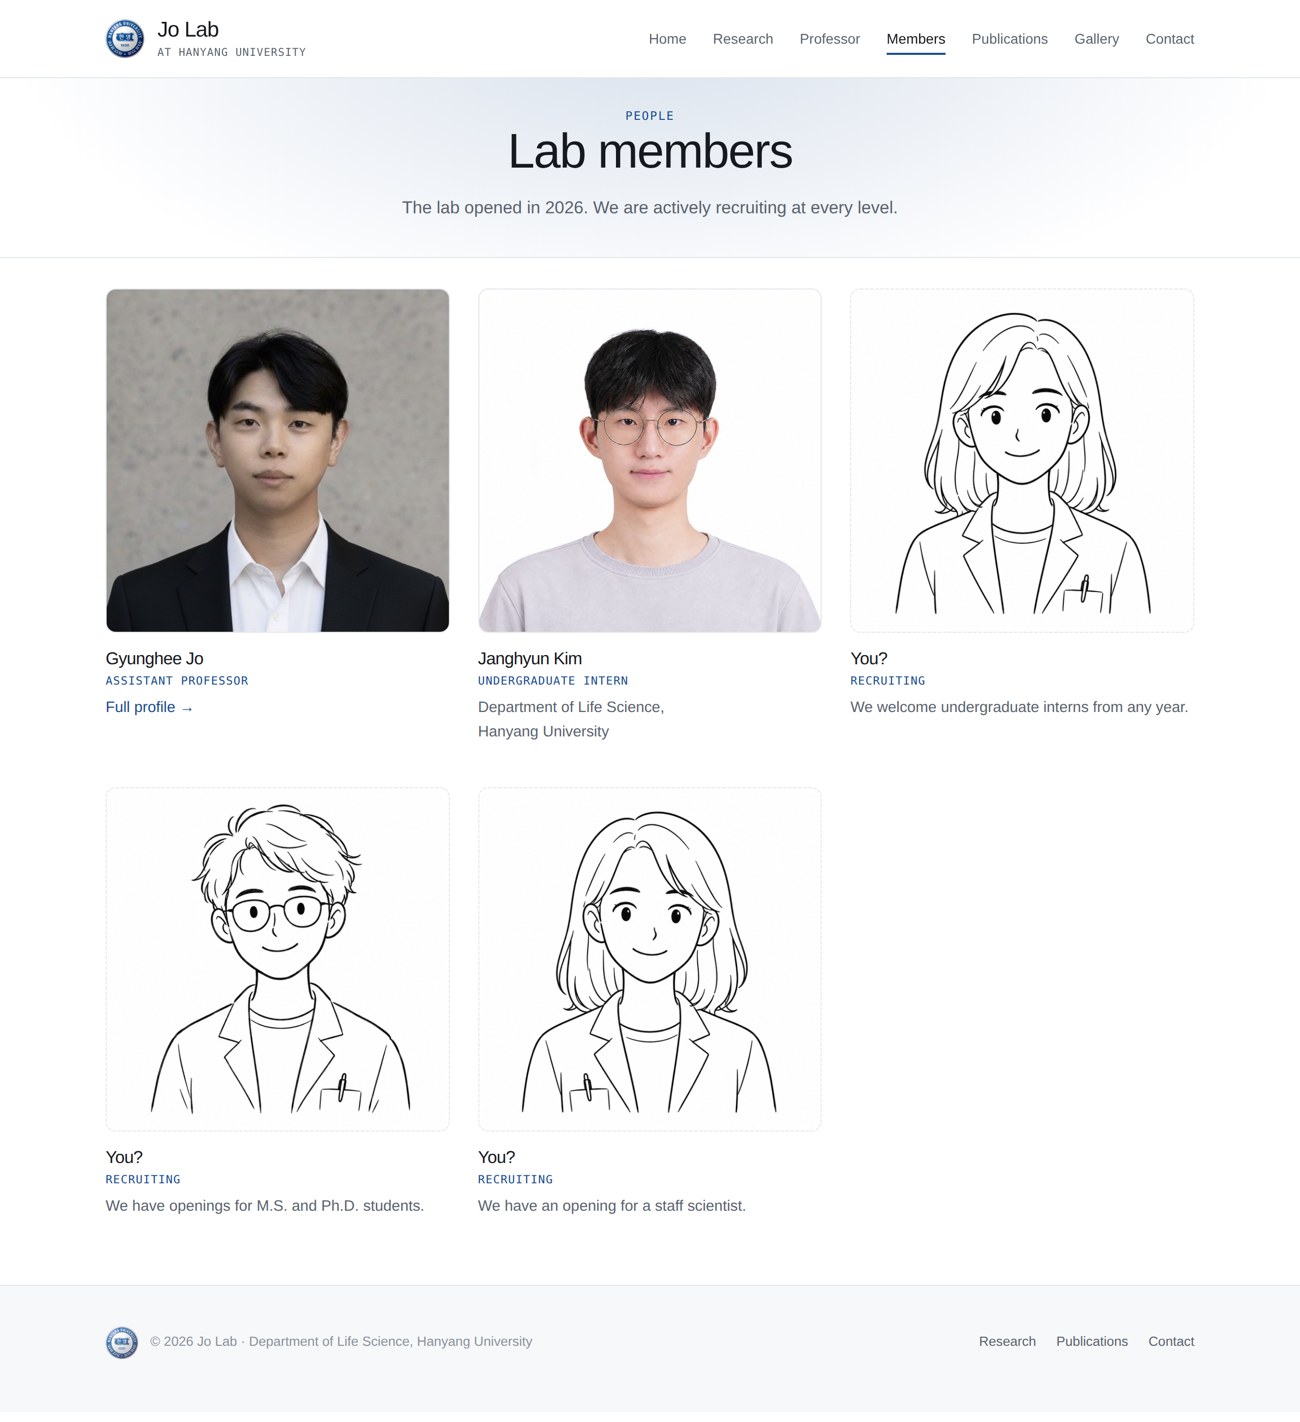 Jo Lab
AT HANYANG UNIVERSITY
Home
Research
Professor
Members
Publications
Gallery
Contact
PEOPLE
Lab members
The lab opened in 2026. We are actively recruiting at every level.
Gyunghee Jo
ASSISTANT PROFESSOR
Full profile →
Janghyun Kim
UNDERGRADUATE INTERN
Department of Life Science,
Hanyang University
You?
RECRUITING
We welcome undergraduate interns from any year.
You?
RECRUITING
We have openings for M.S. and Ph.D. students.
You?
RECRUITING
We have an opening for a staff scientist.
© 2026 Jo Lab · Department of Life Science, Hanyang University
Research
Publications
Contact